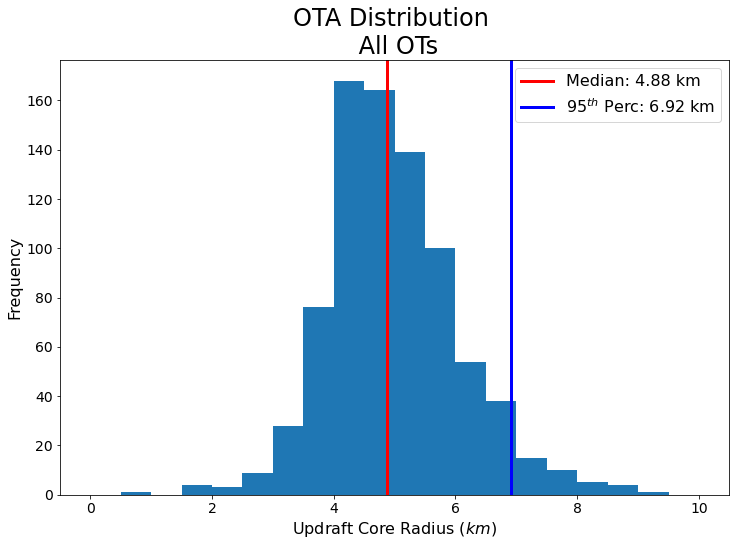 OTA Distribution
All OTs
Median: 4.88 km
95th Perc: 6.92 km
160
140
120
100
80
60
40
20
0
Frequency
0 2 4 6 8 10
Updraft Core Radius (km)